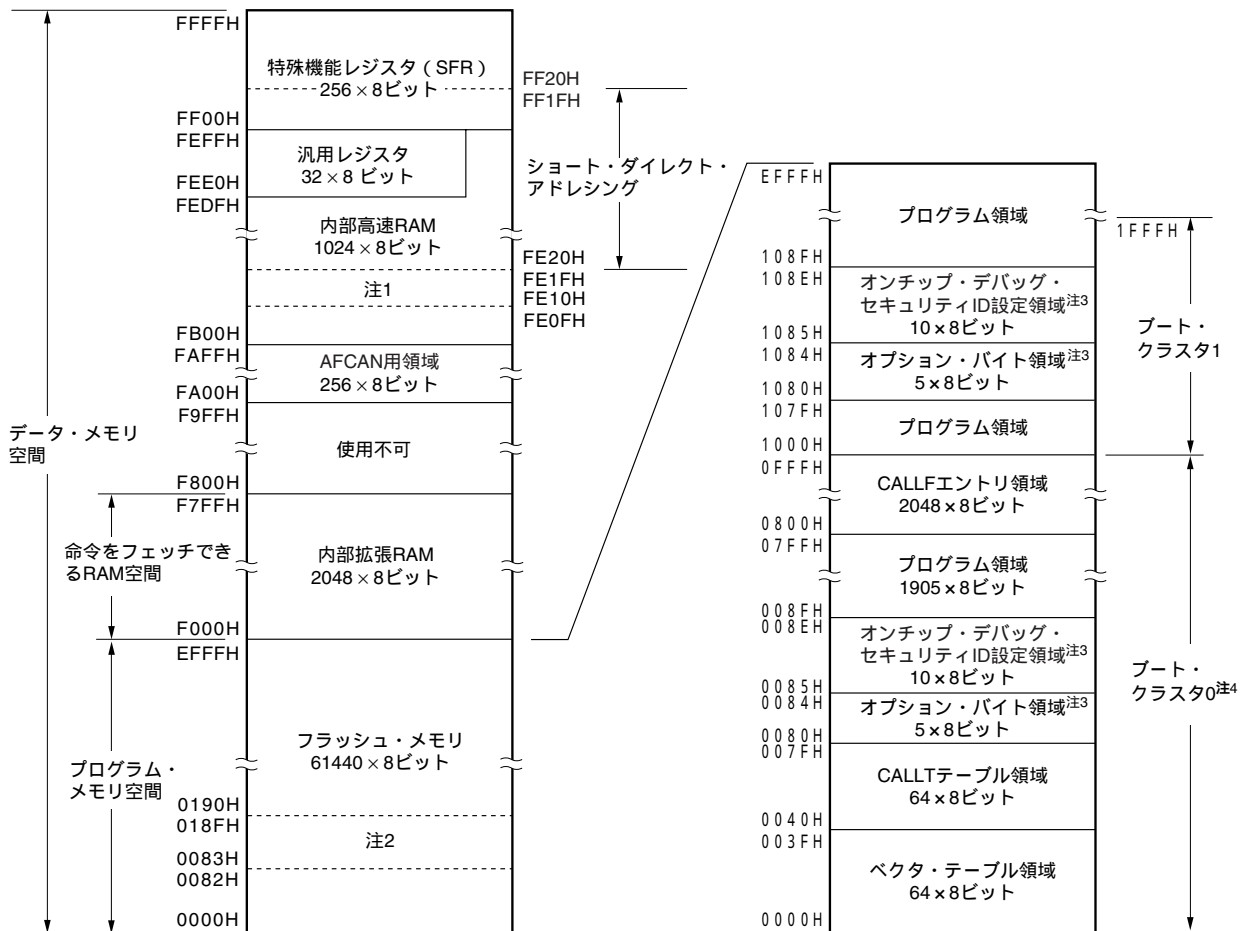 FFFFH
特殊機能レジスタ(SFR)
256×8ビット
FF20H
FF1FH
FF00H
FEFFH
汎用レジスタ
32×8 ビット
ショート・ダイレクト・
アドレシング
FEE0H
FEDFH
内部高速RAM
1024×8ビット
FE20H
FE1FH
注1
FE10H
FE0FH
FB00H
FAFFH
AFCAN用領域
256×8ビット
FA00H
F9FFH
データ・メモリ
空間
使用不可
F800H
F7FFH
命令をフェッチでき
るRAM空間
内部拡張RAM
2048×8ビット
F000H
EFFFH
フラッシュ・メモリ
61440×8ビット
プログラム・
メモリ空間
0190H
018FH
注2
0083H
0082H
0000H
EFFFH
プログラム領域
1FFFH
108FH
108EH
オンチップ・デバッグ・
セキュリティID設定領域注3
10×8ビット
ブート・
クラスタ1
1085H
1084H
オプション・バイト領域注3
5×8ビット
1080H
107FH
プログラム領域
1000H
0FFFH
CALLFエントリ領域
2048×8ビット
0800H
07FFH
プログラム領域
1905×8ビット
008FH
008EH
オンチップ・デバッグ・
セキュリティID設定領域注3
10×8ビット
ブート・
クラスタ0注4
0085H
0084H
オプション・バイト領域注3
5×8ビット
0080H
007FH
CALLTテーブル領域
64×8ビット
0040H
003FH
ベクタ・テーブル領域
64×8ビット
0000H